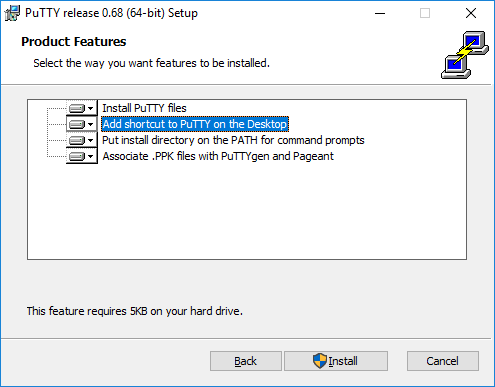 PuTTY release 0.68 (64-bit) Setup
Product Features
Select the way you want features to be installed.
Install PuTTY files
Add shortcut to PuTTY on the Desktop
Put install directory on the PATH for command prompts
Associate .PPK files with PuTTYgen and Pageant
This feature requires 5KB on your hard drive.
Back
Install
Cancel